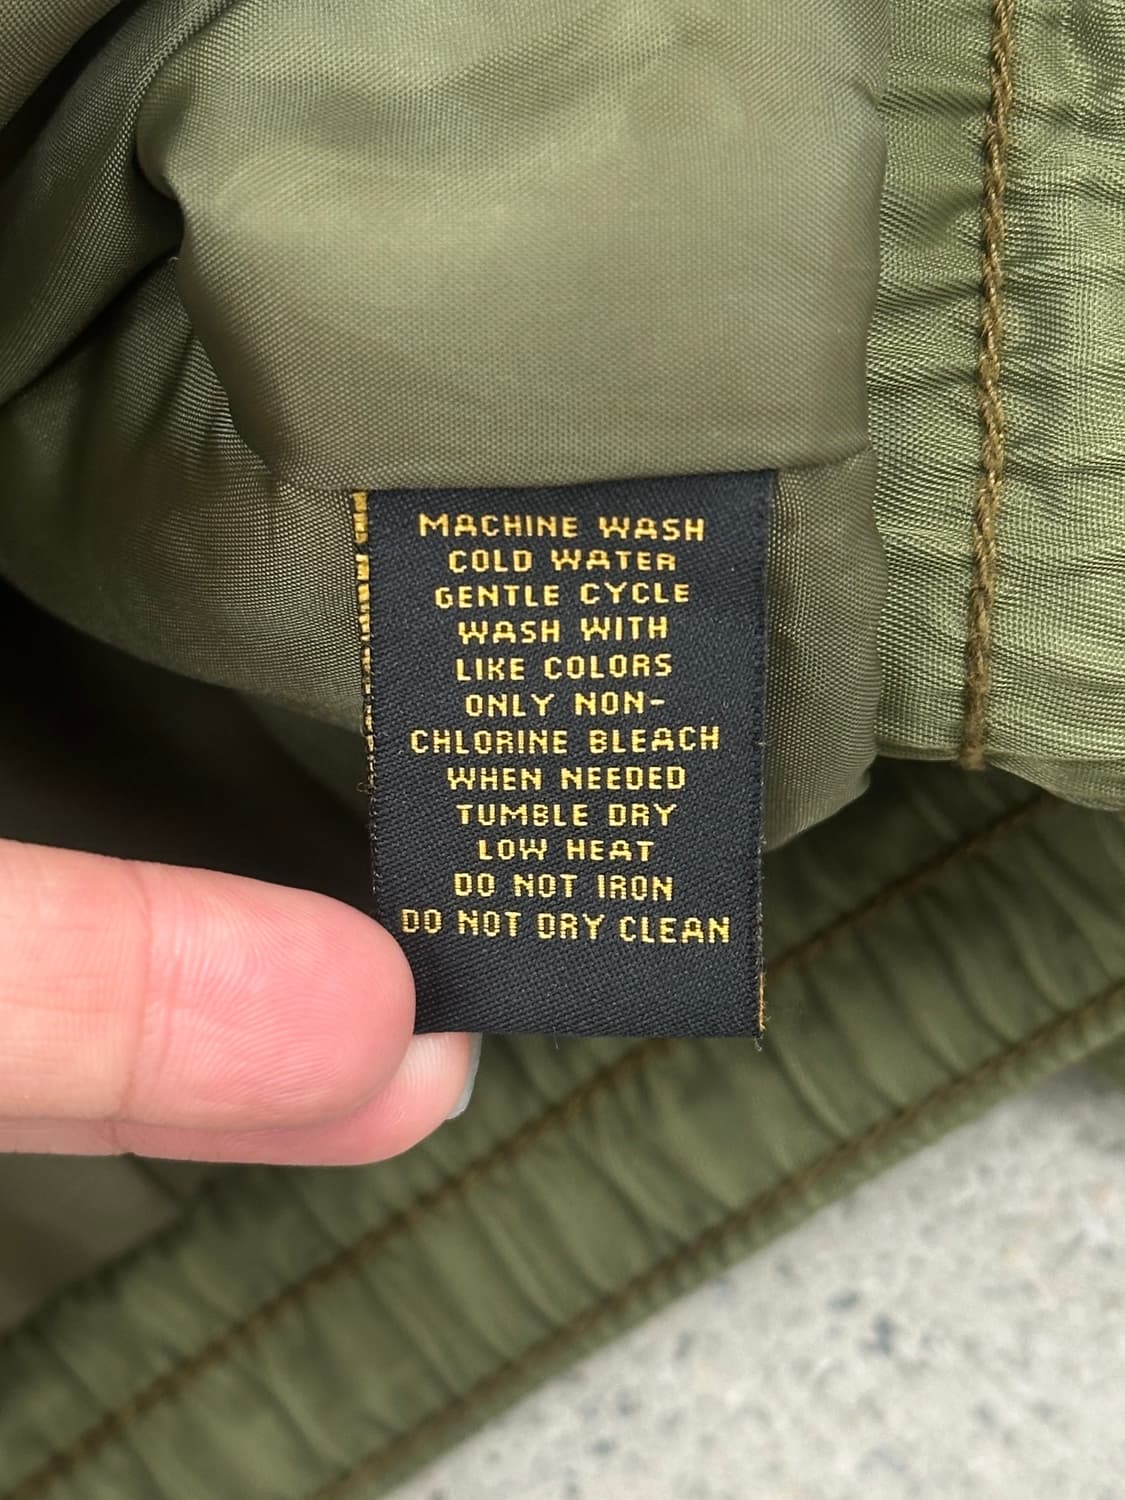 MACHINE WASH
COLD WATER
GENTLE CYCLE
WASH WITH
LIKE COLORS
ONLY NON-
CHLORINE BLEACH
WHEN NEEDED
TUMBLE DRY
LOW HEAT
DO NOT IRON
DO NOT DRY CLEAN